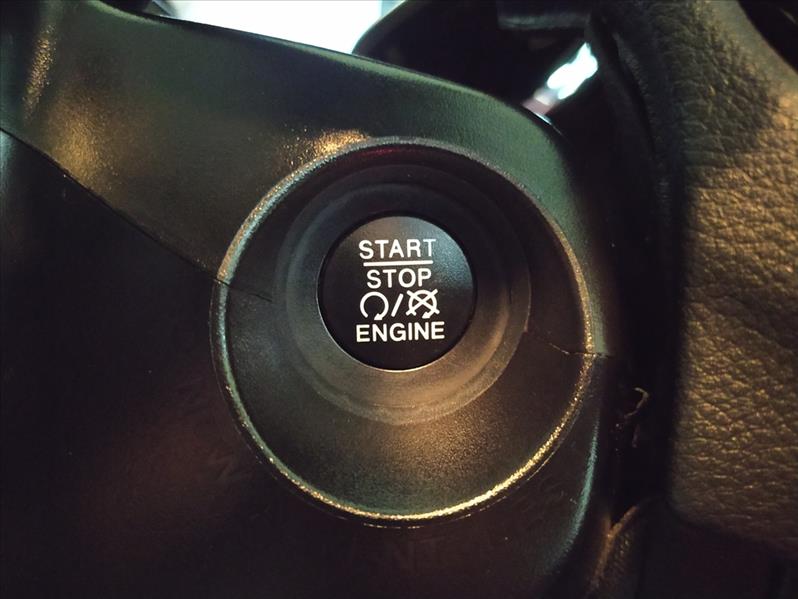 START
STOP
/
ENGINE